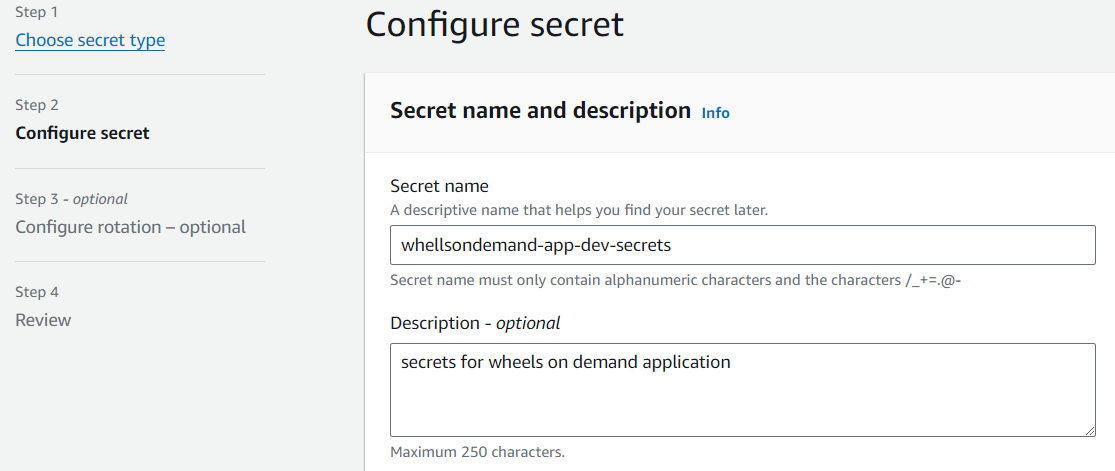 Step 1
Choose secret type
Step 2
Configure secret
Step 3 - optional
Configure rotation – optional
Step 4
Review
Configure secret
Secret name and description Info
Secret name
A descriptive name that helps you find your secret later.
whellsondemand-app-dev-secrets
Secret name must only contain alphanumeric characters and the characters /_+=.@-
Description - optional
secrets for wheels on demand application
Maximum 250 characters.